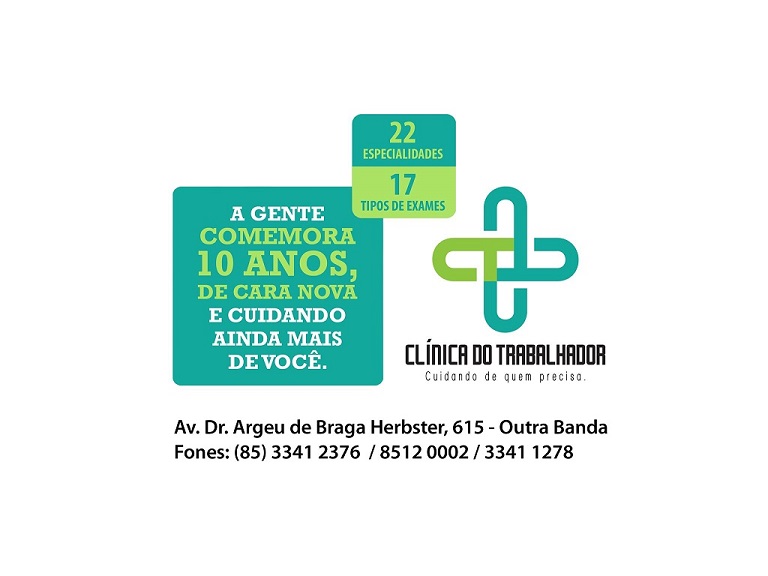 22
ESPECIALIDADES
17
TIPOS DE EXAMES
A GENTE
COMEMORA
10 ANOS,
DE CARA NOVA
E CUIDANDO
AINDA MAIS
DE VOCÊ.
CLÍNICA DO TRABALHADOR
Cuidando de quem precisa.
Av. Dr. Argeu de Braga Herbster, 615 - Outra Banda
Fones: (85) 3341 2376 / 8512 0002 / 3341 1278